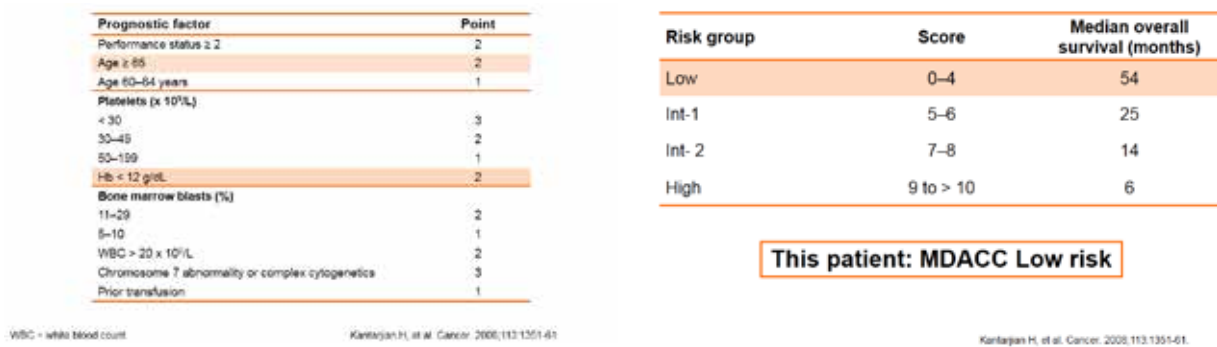 Prognostic factor Point
Performance status ≥ 2 2
Age ≥ 65 2
Age 60–64 years 1
Platelets (x 10⁹/L)
< 30 3
30–49 2
50–199 1
Hb < 12 g/dL 2
Bone marrow blasts (%)
11–29 2
5–10 1
WBC > 20 x 10⁹/L 2
Chromosome 7 abnormality or complex cytogenetics 3
Prior transfusion 1
WBC = white blood count
Kantarjian H, et al. Cancer. 2008;113:1351-61
Risk group Score Median overall
survival (months)
Low 0–4 54
Int-1 5–6 25
Int- 2 7–8 14
High 9 to > 10 6
This patient: MDACC Low risk
Kantarjian H, et al. Cancer. 2008;113:1351-61.